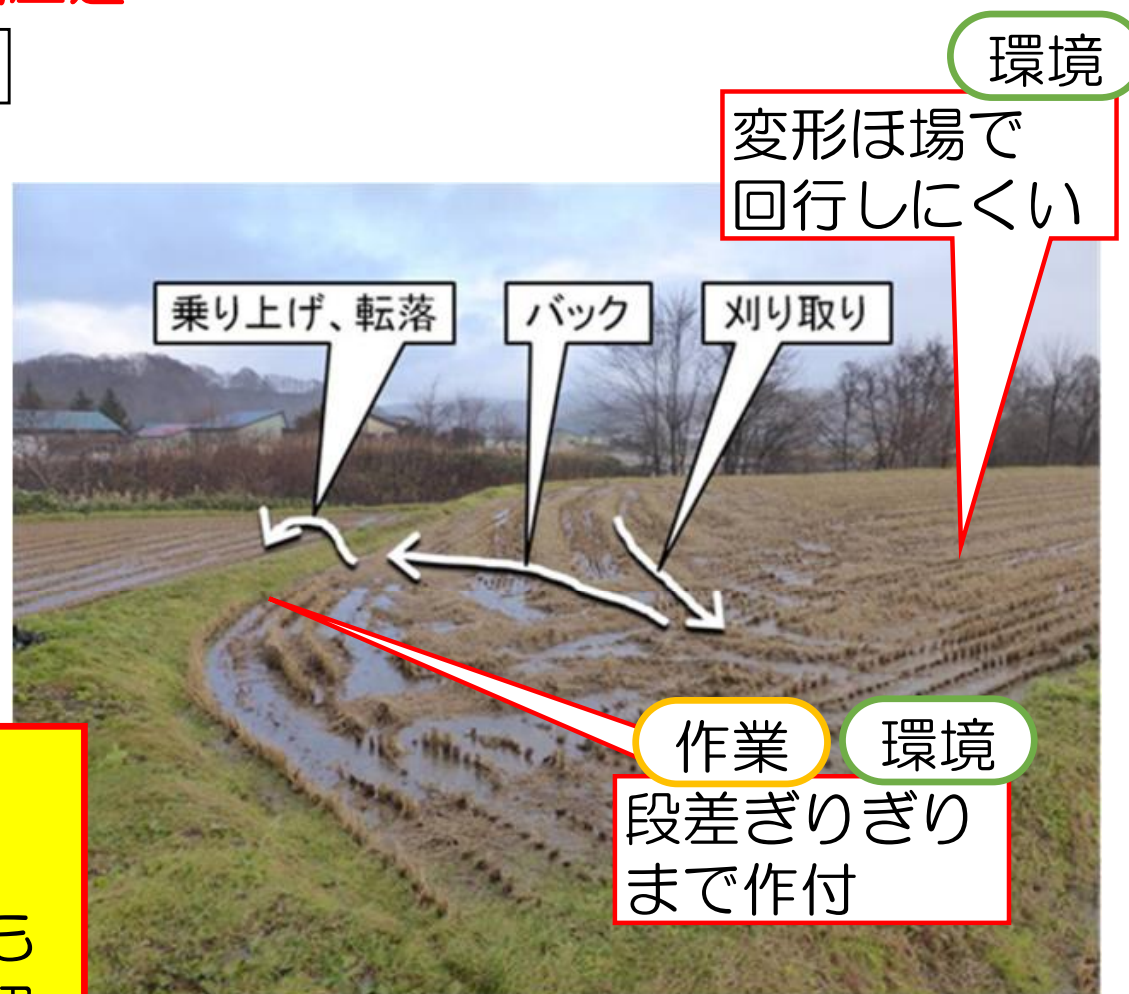 環境
変形ほ場で
回行しにくい
乗り上げ、転落
バック
刈り取り
作業
環境
段差ぎりぎり
まで作付
も